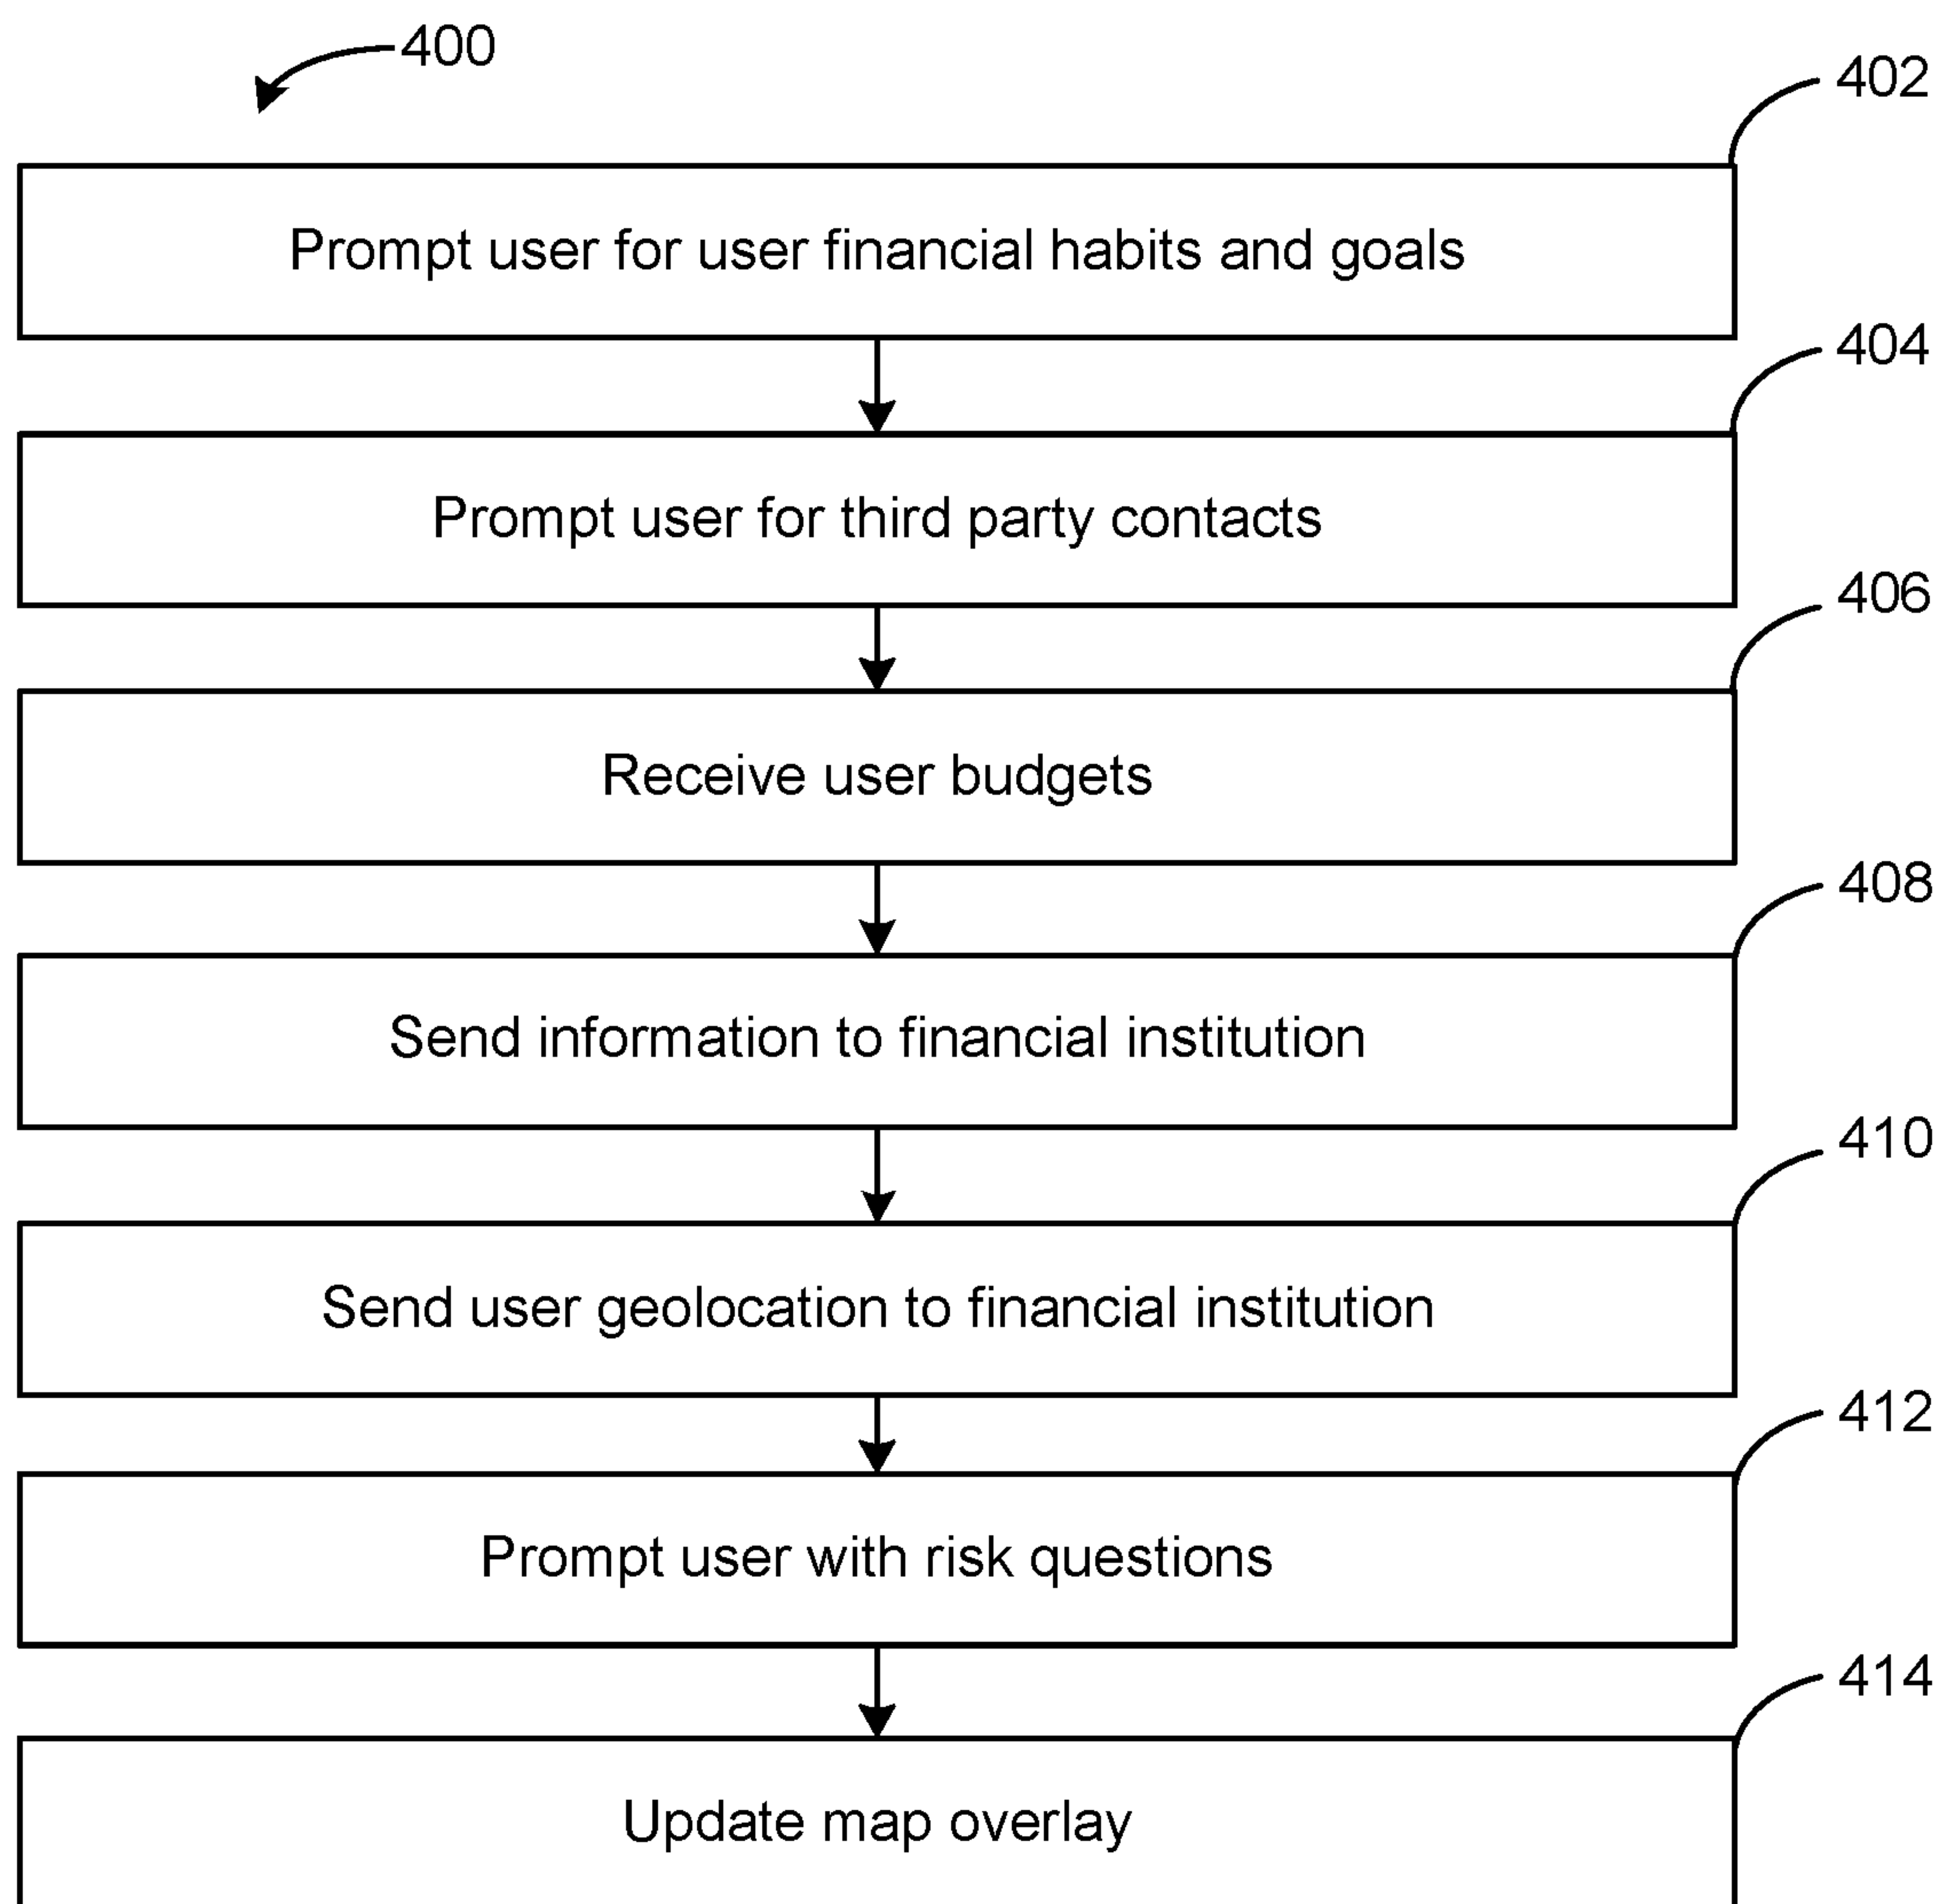 400
402
Prompt user for user financial habits and goals
404
Prompt user for third party contacts
406
Receive user budgets
408
Send information to financial institution
410
Send user geolocation to financial institution
412
Prompt user with risk questions
414
Update map overlay